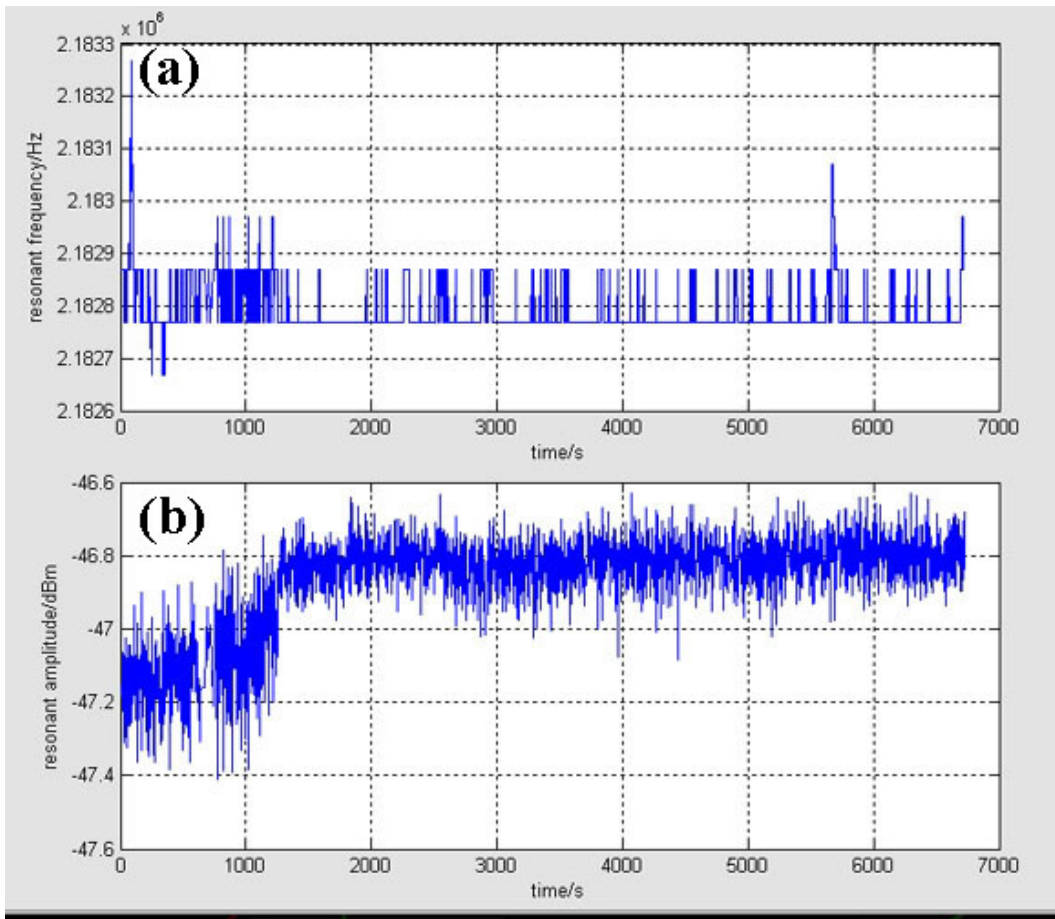 x 10^6
(a)
2.1833
2.1832
2.1831
2.183
2.1829
2.1828
2.1827
2.1826
resonant frequency/Hz
0 1000 2000 3000 4000 5000 6000 7000
time/s
(b)
-46.6
-46.8
-47
-47.2
-47.4
-47.6
resonant amplitude/dBm
0 1000 2000 3000 4000 5000 6000 7000
time/s